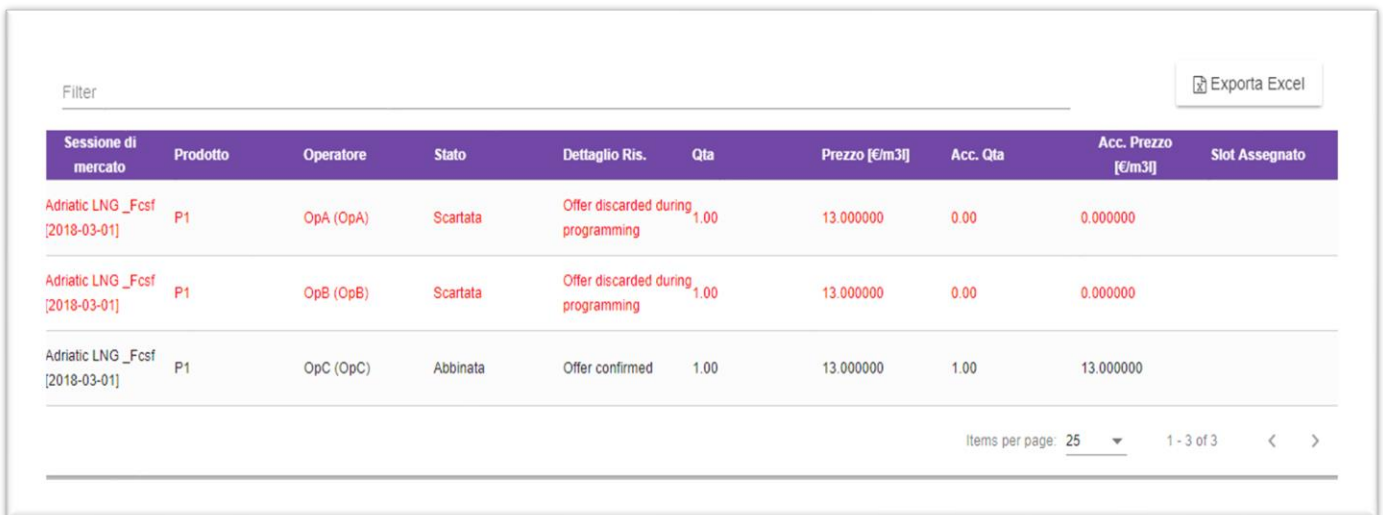 Filter
Exporta Excel
Sessione di mercato Prodotto Operatore Stato Dettaglio Ris. Qta Prezzo [€/m3l] Acc. Qta Acc. Prezzo [€/m3l] Slot Assegnato
Adriatic LNG _Fcsf [2018-03-01] P1 OpA (OpA) Scartata Offer discarded during programming 1.00 13.000000 0.00 0.000000
Adriatic LNG _Fcsf [2018-03-01] P1 OpB (OpB) Scartata Offer discarded during programming 1.00 13.000000 0.00 0.000000
Adriatic LNG _Fcsf [2018-03-01] P1 OpC (OpC) Abbinata Offer confirmed 1.00 13.000000 1.00 13.000000
Items per page: 25 1 - 3 of 3